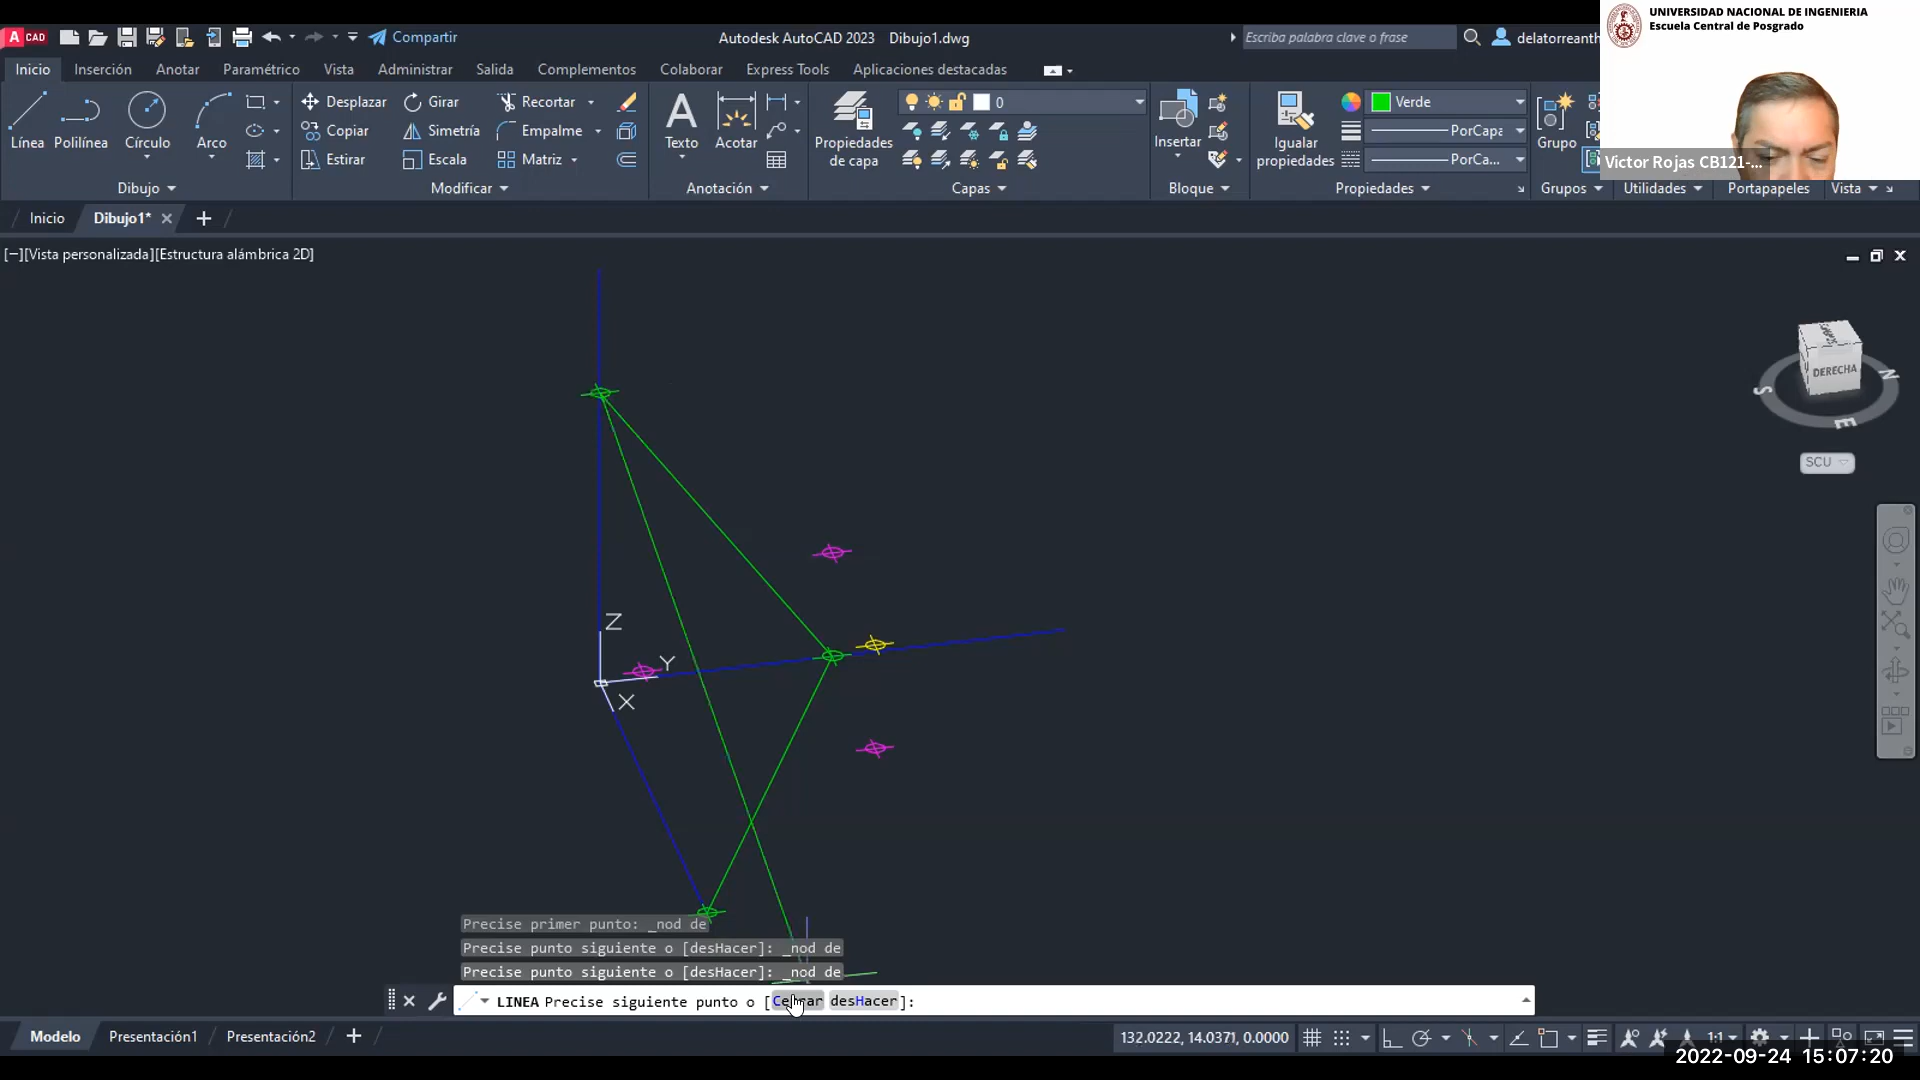 UNIVERSIDAD NACIONAL DE INGENIERIA
Escuela Central de Posgrado
A CAD
Compartir
Autodesk AutoCAD 2023 Dibujo1.dwg
Escriba palabra clave o frase
delatorreanth
Inicio Inserción Anotar Paramétrico Vista Administrar Salida Complementos Colaborar Express Tools Aplicaciones destacadas
Línea Polilínea Círculo Arco
Desplazar Girar Recortar
Copiar Simetría Empalme
Estirar Escala Matriz
Texto Acotar
Propiedades de capa
0
Insertar
Igualar propiedades
Verde
PorCapa
PorCa...
Grupo
Victor Rojas CB121-...
Dibujo Modificar Anotación Capas Bloque Propiedades Grupos Utilidades Portapapeles Vista
Inicio Dibujo1*
[−][Vista personalizada][Estructura alámbrica 2D]
DERECHA
S N E
SCU
Z
Y
X
Precise primer punto: _nod de
Precise punto siguiente o [desHacer]: _nod de
Precise punto siguiente o [desHacer]: _nod de
LINEA Precise siguiente punto o [Cerrar desHacer]:
Modelo Presentación1 Presentación2
132.0222, 14.0371, 0.0000
1:1
2022-09-24 15:07:20